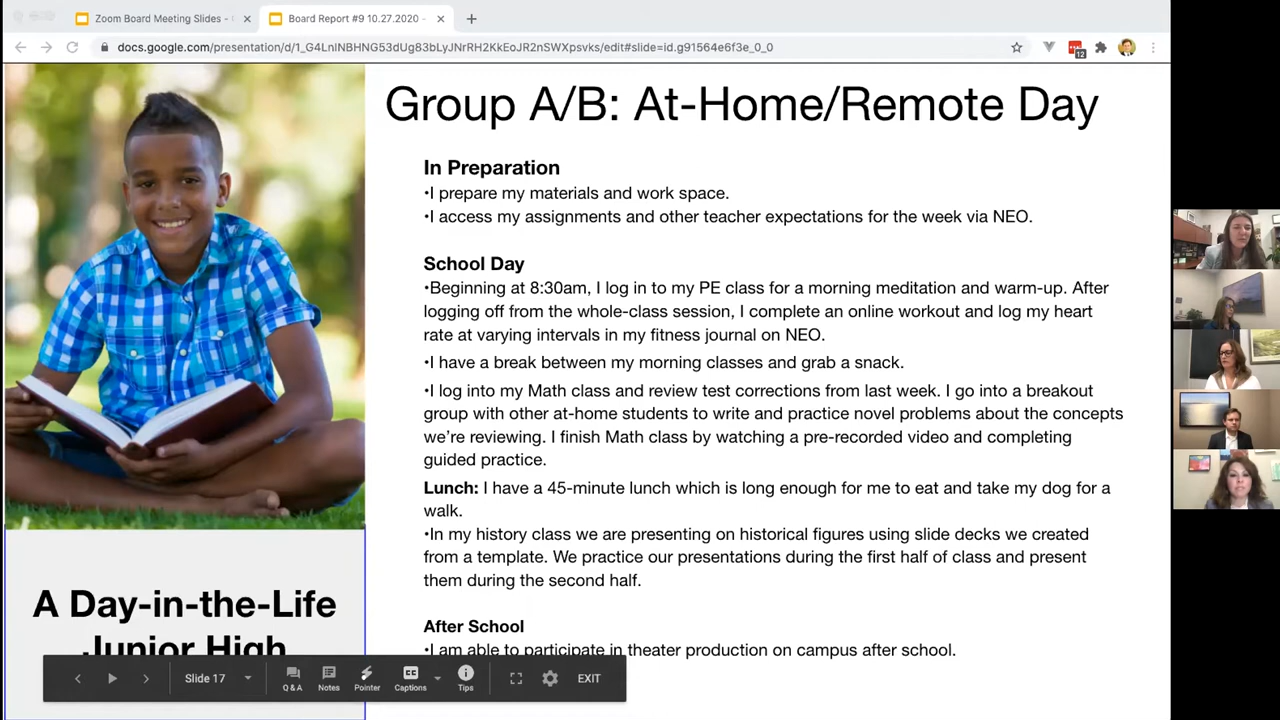 Zoom Board Meeting Slides -
Board Report #9 10.27.2020 -
docs.google.com/presentation/d/1_G4LnINBHNG53dUg83bLyJNrRH2KkEoJR2nSWXpsvks/edit#slide=id.g91564e6f3e_0_0
12
Group A/B: At-Home/Remote Day
In Preparation
•I prepare my materials and work space.
•I access my assignments and other teacher expectations for the week via NEO.
School Day
•Beginning at 8:30am, I log in to my PE class for a morning meditation and warm-up. After
logging off from the whole-class session, I complete an online workout and log my heart
rate at varying intervals in my fitness journal on NEO.
•I have a break between my morning classes and grab a snack.
•I log into my Math class and review test corrections from last week. I go into a breakout
group with other at-home students to write and practice novel problems about the concepts
we’re reviewing. I finish Math class by watching a pre-recorded video and completing
guided practice.
Lunch: I have a 45-minute lunch which is long enough for me to eat and take my dog for a
walk.
•In my history class we are presenting on historical figures using slide decks we created
from a template. We practice our presentations during the first half of class and present
them during the second half.
After School
•I am able to participate in theater production on campus after school.
A Day-in-the-Life
Junior High
Slide 17
Q & A
Notes
Pointer
CC
Captions
Tips
EXIT